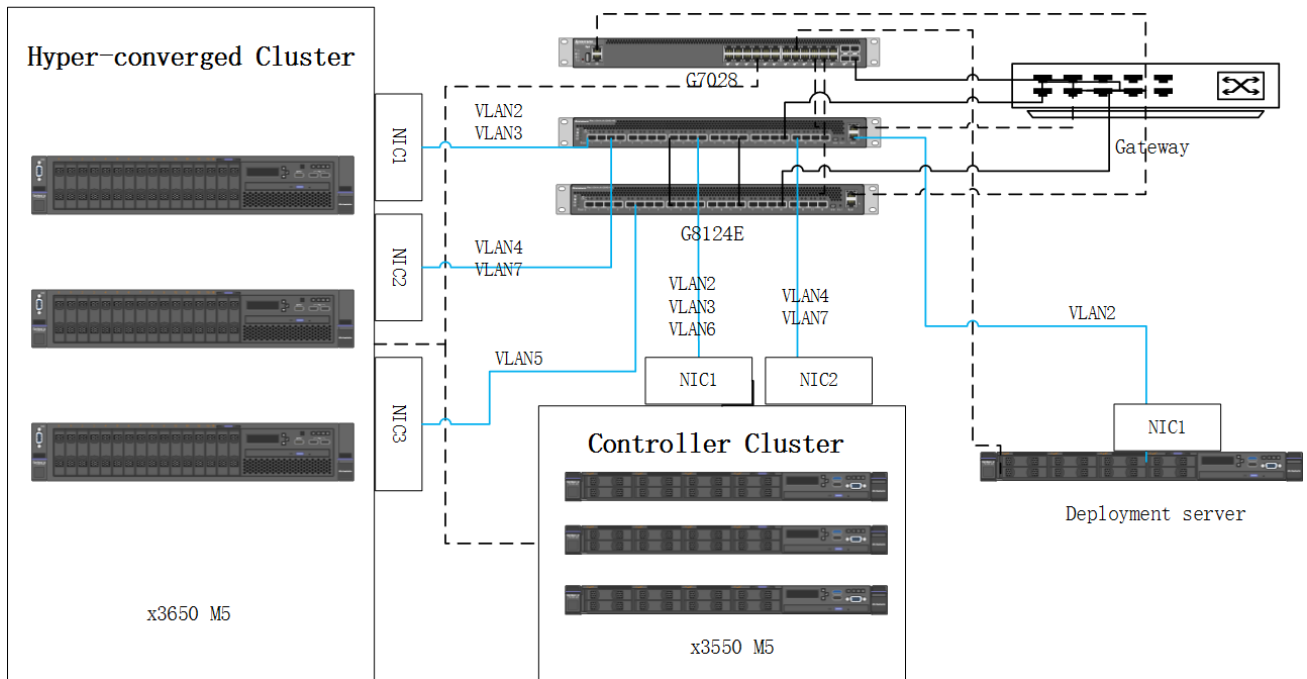 Hyper-converged Cluster
G7028
VLAN2
VLAN3
NIC1
Gateway
G8124E
VLAN4
VLAN7
NIC2
VLAN2
VLAN3
VLAN6
VLAN4
VLAN7
VLAN2
VLAN5
NIC3
NIC1
NIC2
NIC1
Controller Cluster
Deployment server
x3650 M5
x3550 M5